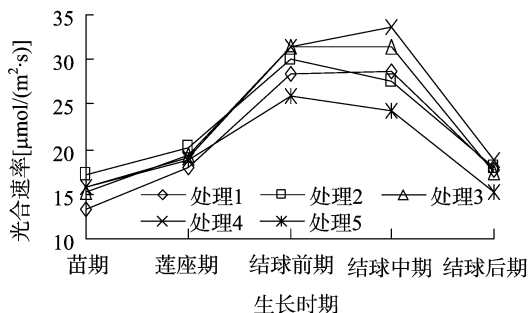 35
30
25
20
15
10
光合速率[μmol/(m²·s)]
处理1 处理2 处理3
处理4 处理5
苗期 莲座期 结球前期 结球中期 结球后期
生长时期